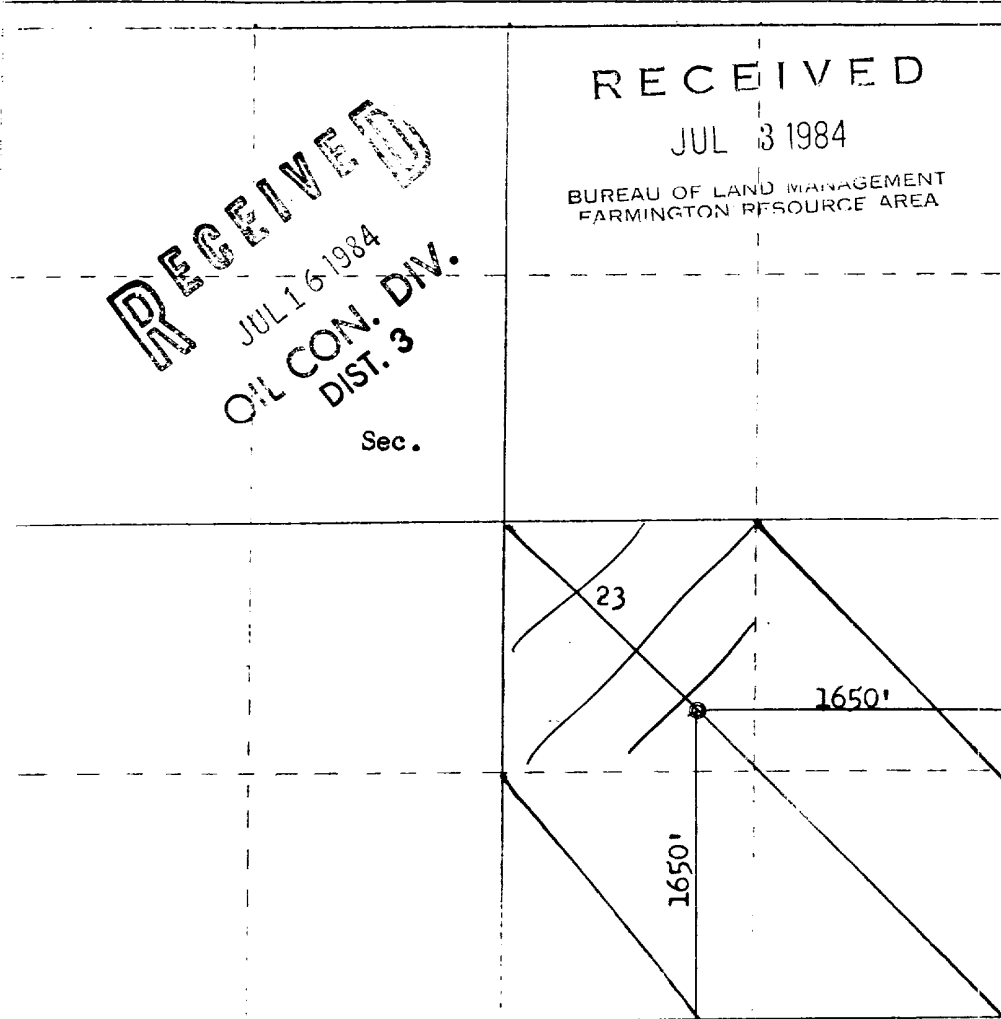 RECEIVED
JUL 3 1984
BUREAU OF LAND MANAGEMENT
FARMINGTON RESOURCE AREA
RECEIVED
JUL 16 1984
OIL CON. DIV.
DIST. 3
Sec.
23
1650'
1650'